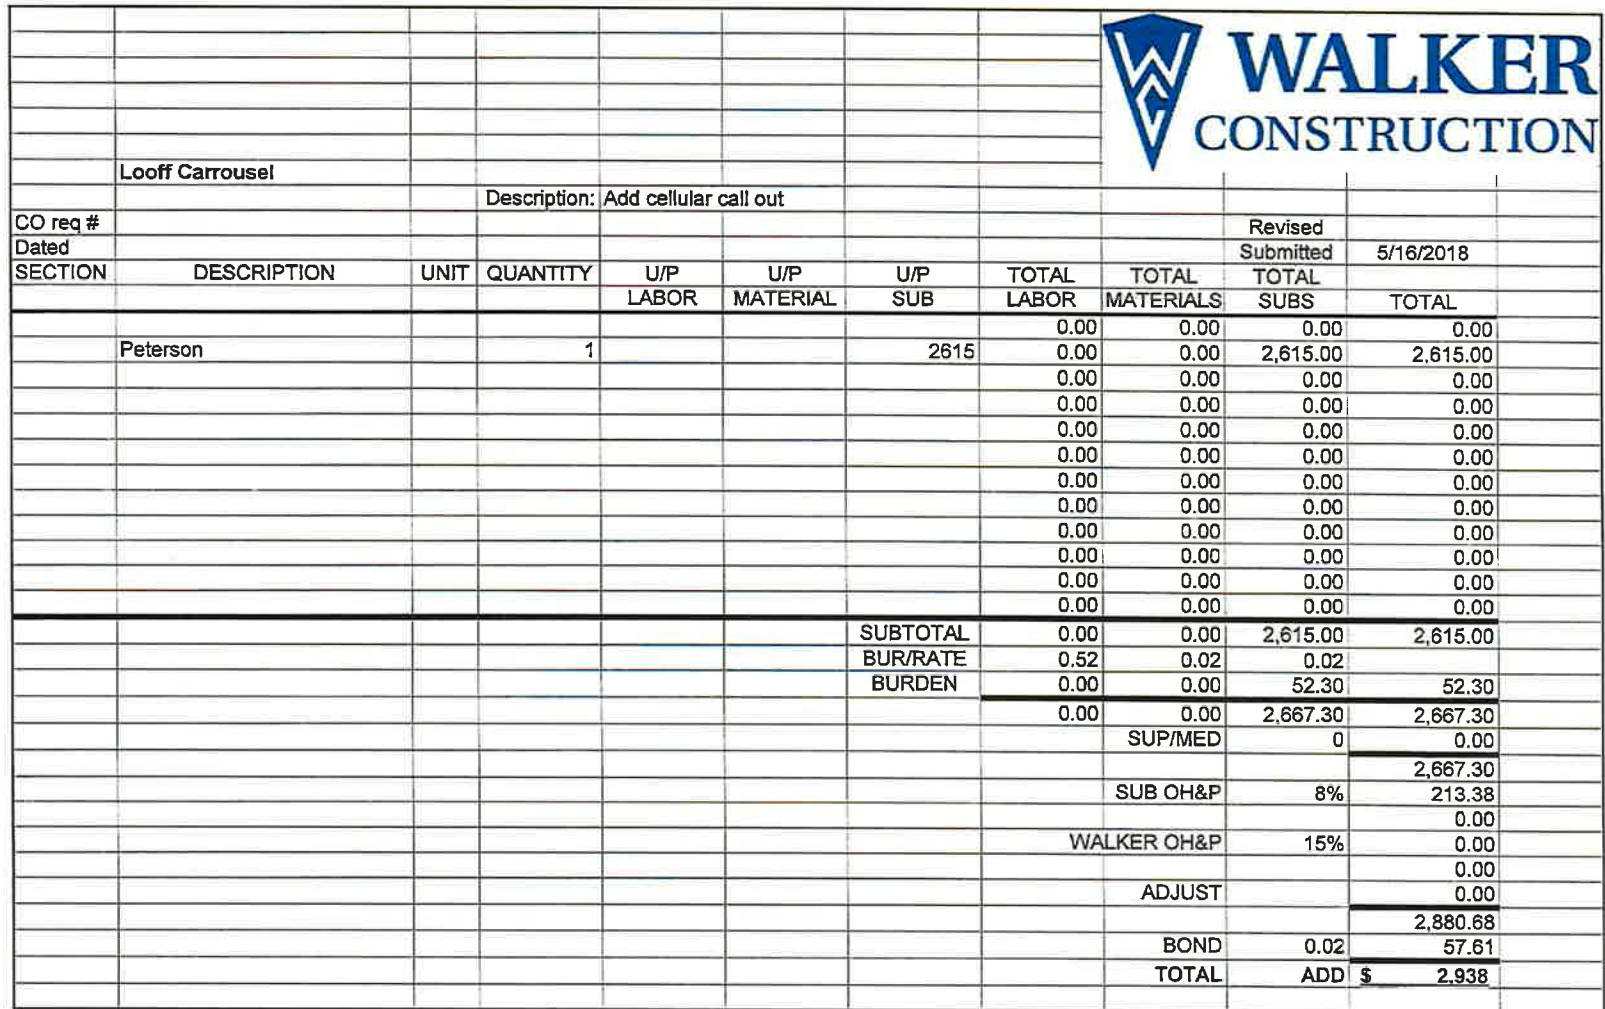 WALKER
CONSTRUCTION
Looff Carrousel
Description: Add cellular call out
CO req # Revised
Dated Submitted 5/16/2018
SECTION DESCRIPTION UNIT QUANTITY U/P U/P U/P TOTAL TOTAL TOTAL
LABOR MATERIAL SUB LABOR MATERIALS SUBS TOTAL
0.00 0.00 0.00 0.00
Peterson 1 2615 0.00 0.00 2,615.00 2,615.00
0.00 0.00 0.00 0.00
0.00 0.00 0.00 0.00
0.00 0.00 0.00 0.00
0.00 0.00 0.00 0.00
0.00 0.00 0.00 0.00
0.00 0.00 0.00 0.00
0.00 0.00 0.00 0.00
0.00 0.00 0.00 0.00
0.00 0.00 0.00 0.00
0.00 0.00 0.00 0.00
SUBTOTAL 0.00 0.00 2,615.00 2,615.00
BUR/RATE 0.52 0.02 0.02
BURDEN 0.00 0.00 52.30 52.30
0.00 0.00 2,667.30 2,667.30
SUP/MED 0 0.00
2,667.30
SUB OH&P 8% 213.38
0.00
WALKER OH&P 15% 0.00
0.00
ADJUST 0.00
2,880.68
BOND 0.02 57.61
TOTAL ADD $ 2,938